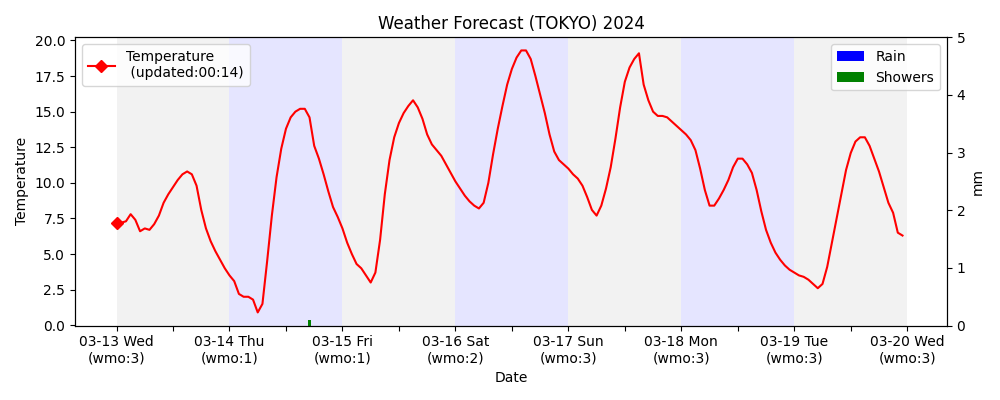 Weather Forecast (TOKYO) 2024
Temperature
(updated:00:14)
Rain
Showers
20.0
17.5
15.0
12.5
10.0
7.5
5.0
2.5
0.0
Temperature
5
4
3
2
1
0
mm
03-13 Wed
(wmo:3)
03-14 Thu
(wmo:1)
03-15 Fri
(wmo:1)
03-16 Sat
(wmo:2)
03-17 Sun
(wmo:3)
03-18 Mon
(wmo:3)
03-19 Tue
(wmo:3)
03-20 Wed
(wmo:3)
Date